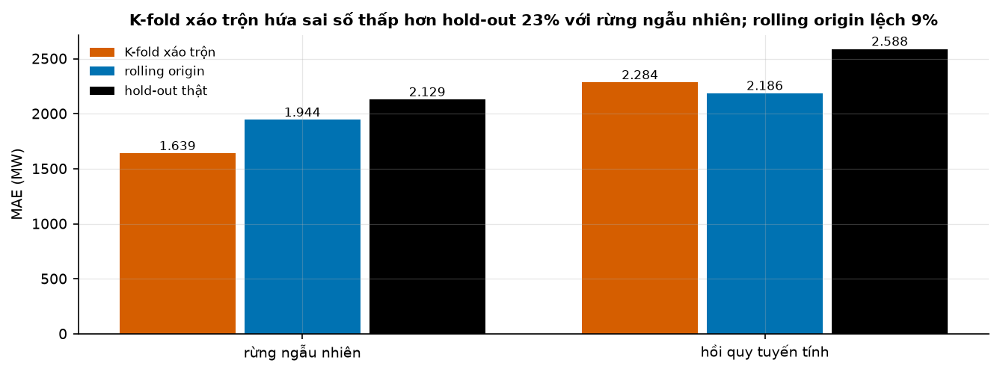 K-fold xáo trộn hứa sai số thấp hơn hold-out 23% với rừng ngẫu nhiên; rolling origin lệch 9%
MAE (MW)
2500
2000
1500
1000
500
0
K-fold xáo trộn
rolling origin
hold-out thật
1.639
1.944
2.129
2.284
2.186
2.588
rừng ngẫu nhiên
hồi quy tuyến tính